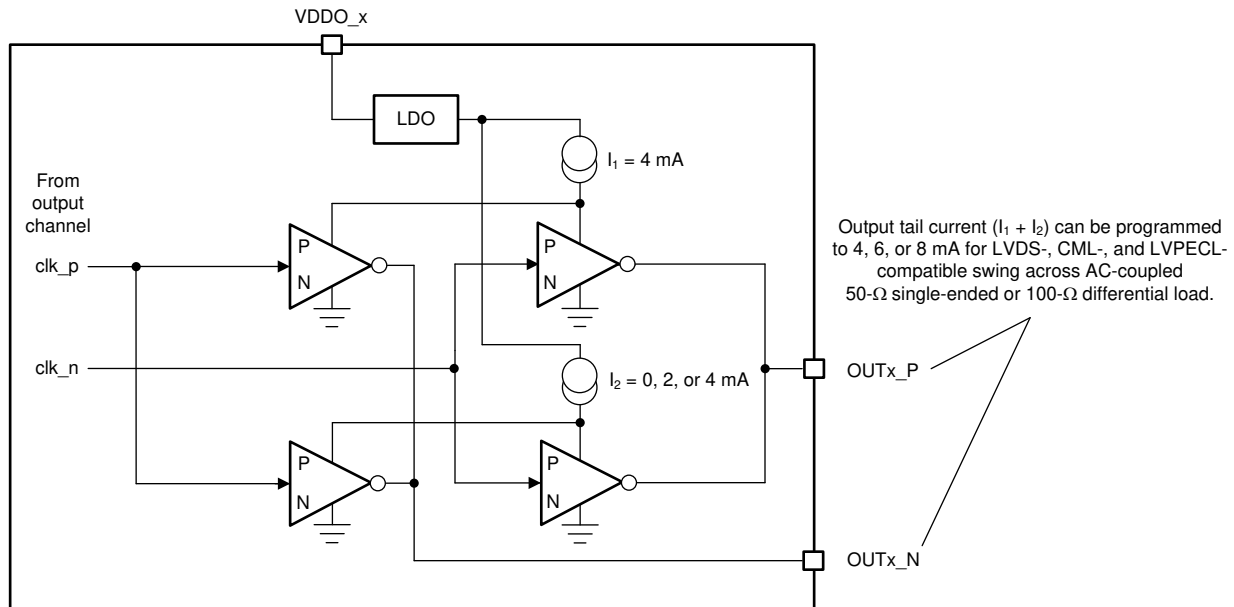 VDDO_x
LDO
I₁ = 4 mA
From
output
channel
P
N
P
N
clk_p
Output tail current (I₁ + I₂) can be programmed
to 4, 6, or 8 mA for LVDS-, CML-, and LVPECL-
compatible swing across AC-coupled
50-Ω single-ended or 100-Ω differential load.
clk_n
I₂ = 0, 2, or 4 mA
OUTx_P
P
N
P
N
OUTx_N